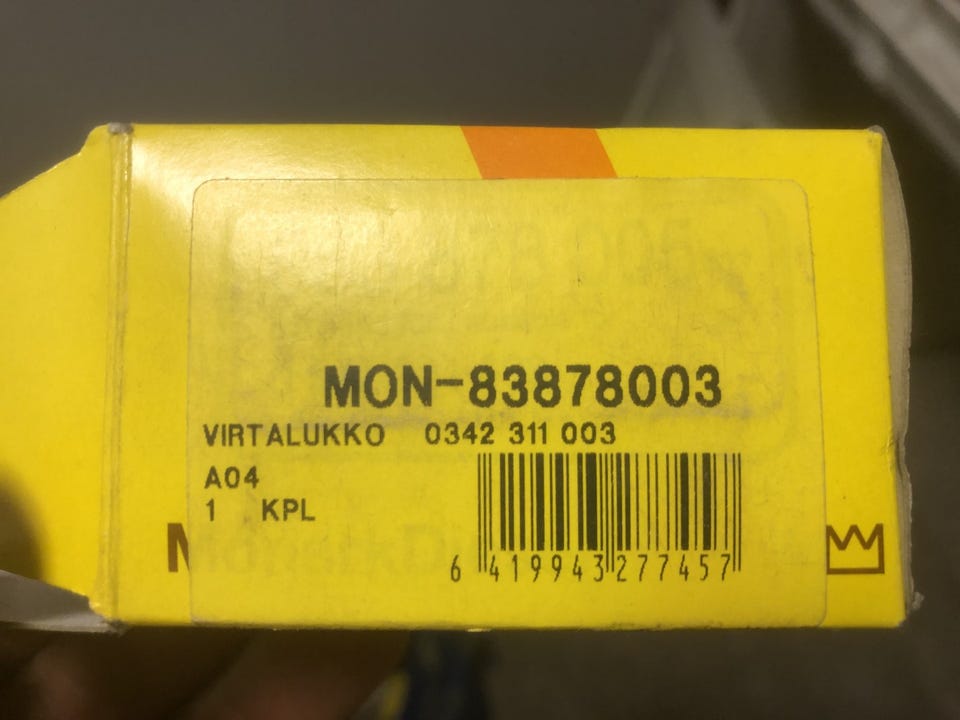 MON-83878003
VIRTALUKKO 0342 311 003
A04
1 KPL
6 419943 277457